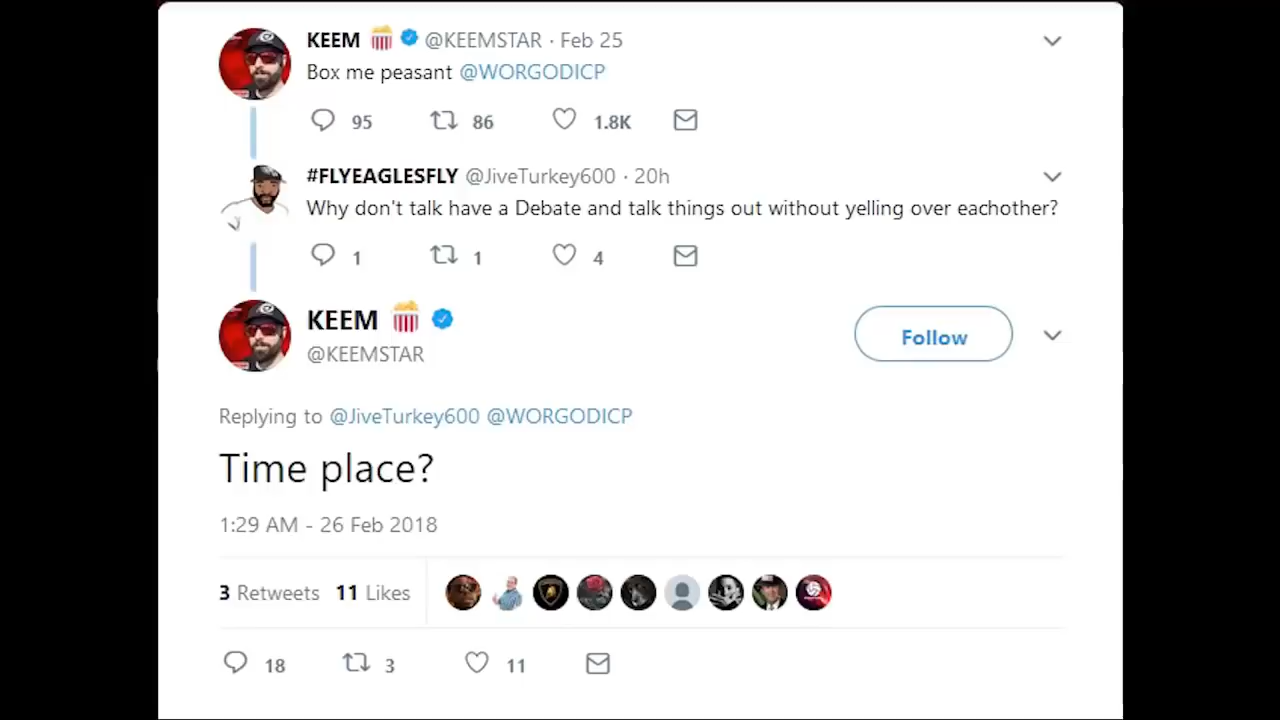 KEEM 🍿 @KEEMSTAR · Feb 25
Box me peasant @WORGODICP
95 86 1.8K
#FLYEAGLESFLY @JiveTurkey600 · 20h
Why don't talk have a Debate and talk things out without yelling over eachother?
1 1 4
KEEM 🍿
@KEEMSTAR
Follow
Replying to @JiveTurkey600 @WORGODICP
Time place?
1:29 AM - 26 Feb 2018
3 Retweets 11 Likes
18 3 11